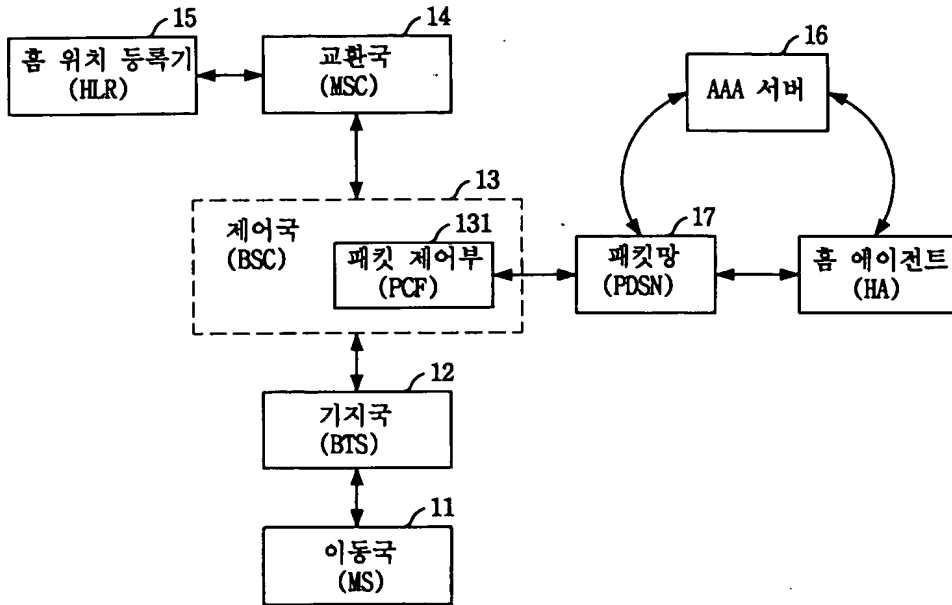 15
홈 위치 등록기
(HLR)
14
교환국
(MSC)
16
AAA 서버
13
제어국
(BSC)
131
패킷 제어부
(PCF)
17
패킷망
(PDSN)
홈 에이전트
(HA)
12
기지국
(BTS)
11
이동국
(MS)